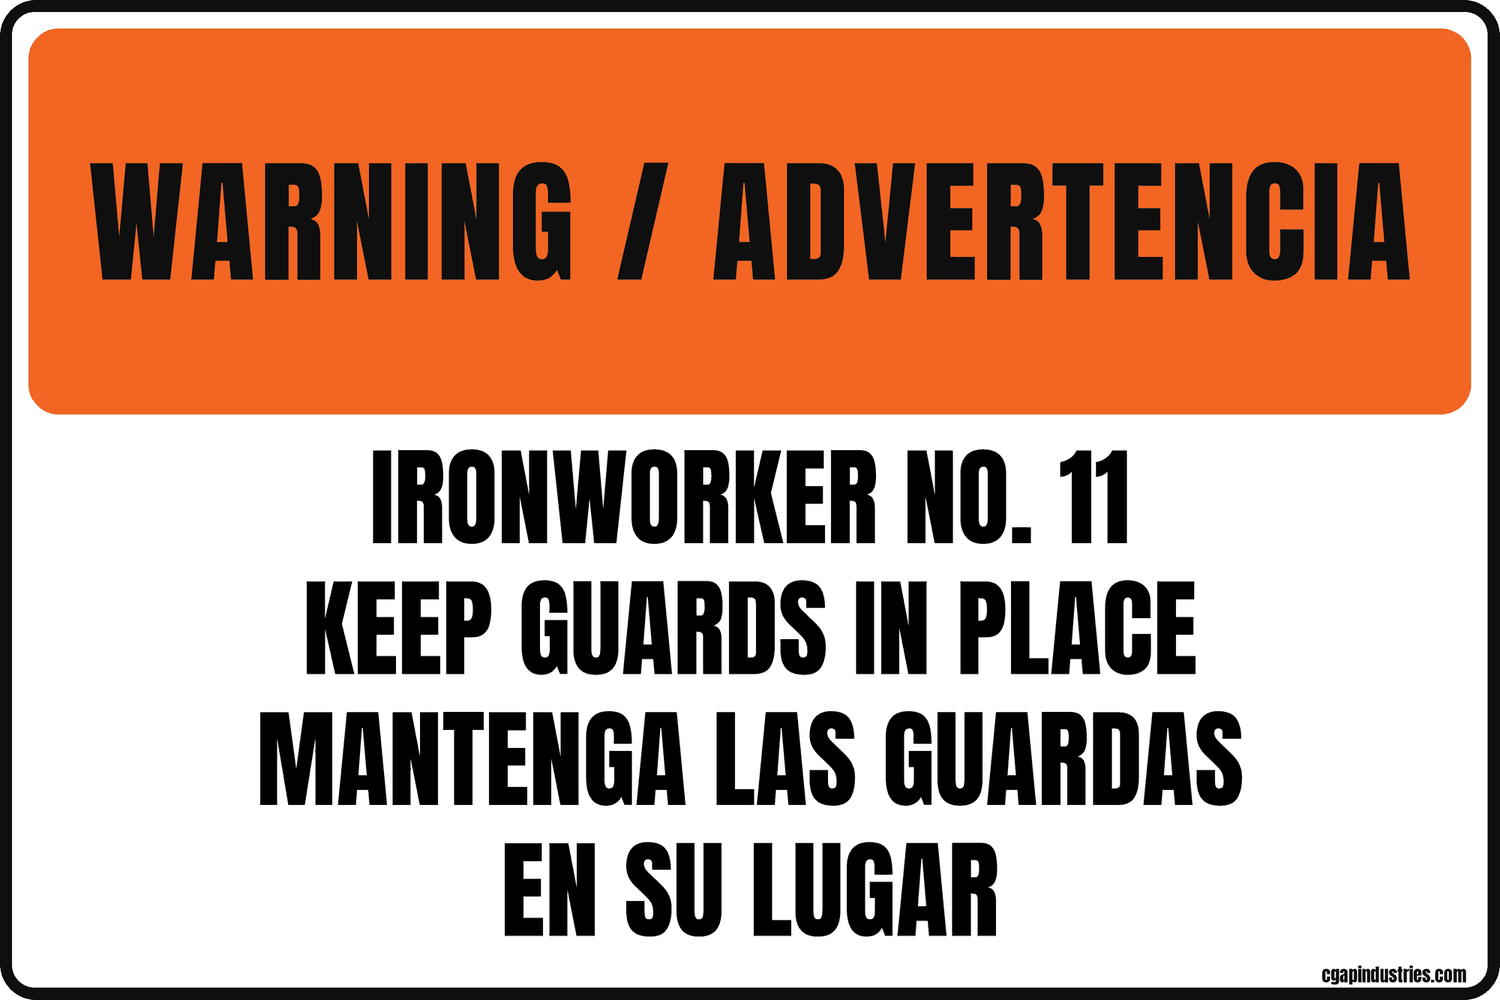 WARNING / ADVERTENCIA
IRONWORKER NO. 11
KEEP GUARDS IN PLACE
MANTENGA LAS GUARDAS
EN SU LUGAR
cgapindustries.com